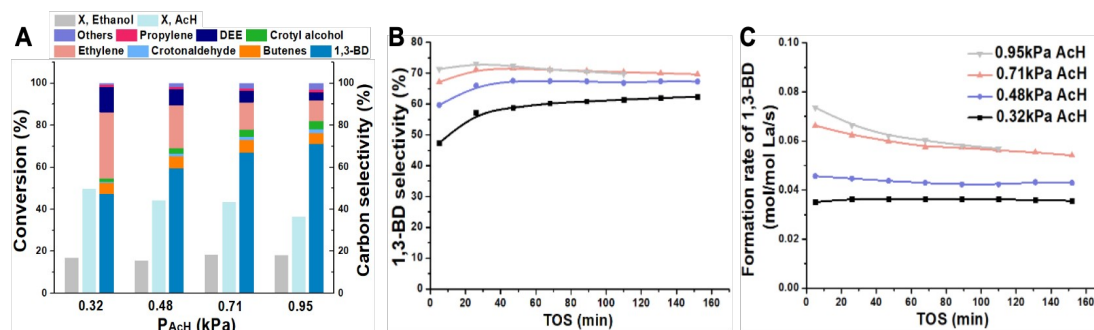 X, Ethanol X, AcH
Others Propylene DEE Crotyl alcohol
Ethylene Crotonaldehyde Butenes 1,3-BD
A
Conversion (%)
100
80
60
40
20
0
0.32 0.48 0.71 0.95
PAcH (kPa)
100
80
60
40
20
0
Carbon selectivity (%)
B
1,3-BD selectivity (%)
80
70
60
50
40
30
20
10
0
0 20 40 60 80 100 120 140 160
TOS (min)
C
Formation rate of 1,3-BD
(mol/mol La/s)
0.10
0.08
0.06
0.04
0.02
0.00
0.95kPa AcH
0.71kPa AcH
0.48kPa AcH
0.32kPa AcH
0 20 40 60 80 100 120 140 160
TOS (min)